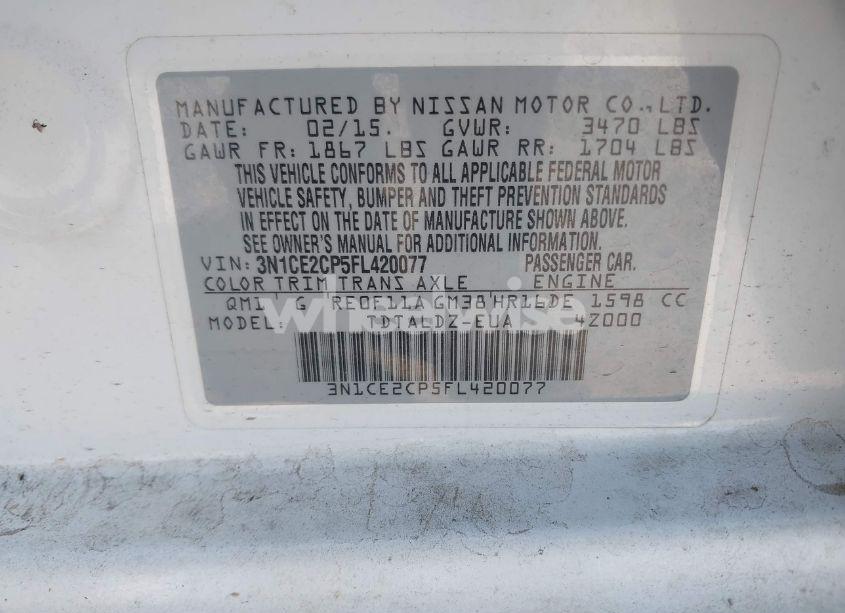 MANUFACTURED BY NISSAN MOTOR CO.,LTD.
DATE: 02/15. GVWR: 3470 LBS
GAWR FR: 1867 LBS GAWR RR: 1704 LBS
THIS VEHICLE CONFORMS TO ALL APPLICABLE FEDERAL MOTOR
VEHICLE SAFETY, BUMPER AND THEFT PREVENTION STANDARDS
IN EFFECT ON THE DATE OF MANUFACTURE SHOWN ABOVE.
SEE OWNER'S MANUAL FOR ADDITIONAL INFORMATION.
VIN: 3N1CE2CP5FL420077 PASSENGER CAR.
COLOR TRIM TRANS AXLE ENGINE
QM1 G RE0F11A GM38 HR16DE 1598 CC
wheelwise
MODEL: TDTALDZ-EUA 4Z000
3N1CE2CP5FL420077